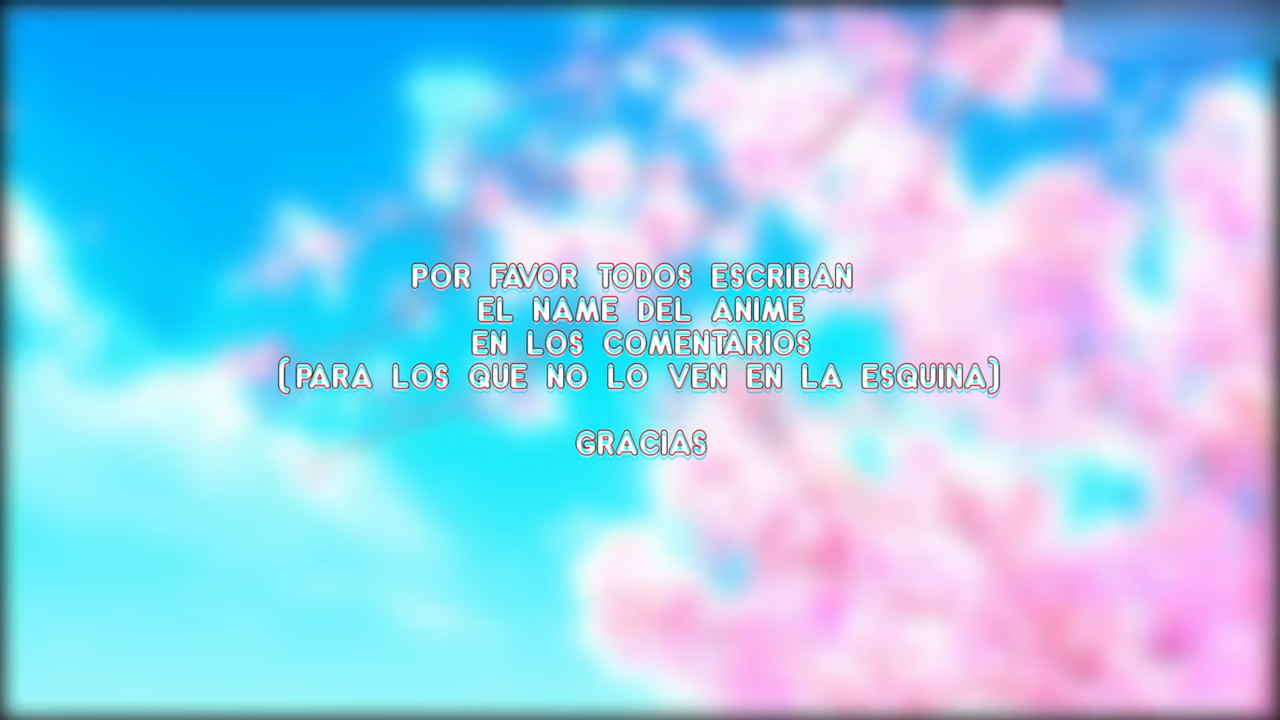 POR FAVOR TODOS ESCRIBAN
EL NAME DEL ANIME
EN LOS COMENTARIOS
(PARA LOS QUE NO LO VEN EN LA ESQUINA)
GRACIAS